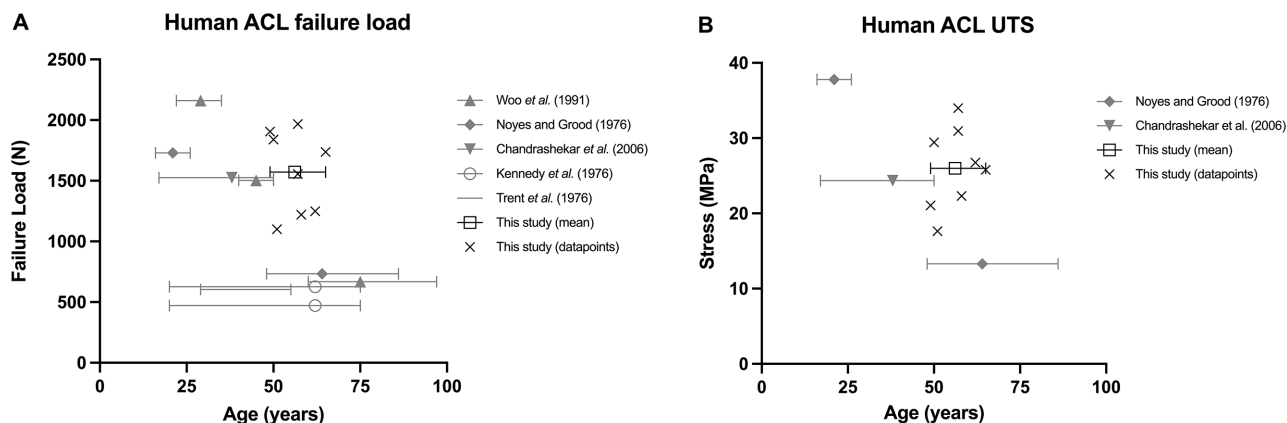 A
Human ACL failure load
Failure Load (N)
2500
2000
1500
1000
500
0
0 25 50 75 100
Age (years)
Woo et al. (1991)
Noyes and Grood (1976)
Chandrashekar et al. (2006)
Kennedy et al. (1976)
Trent et al. (1976)
This study (mean)
This study (datapoints)
B
Human ACL UTS
Stress (MPa)
40
30
20
10
0
0 25 50 75 100
Age (years)
Noyes and Grood (1976)
Chandrashekar et al. (2006)
This study (mean)
This study (datapoints)